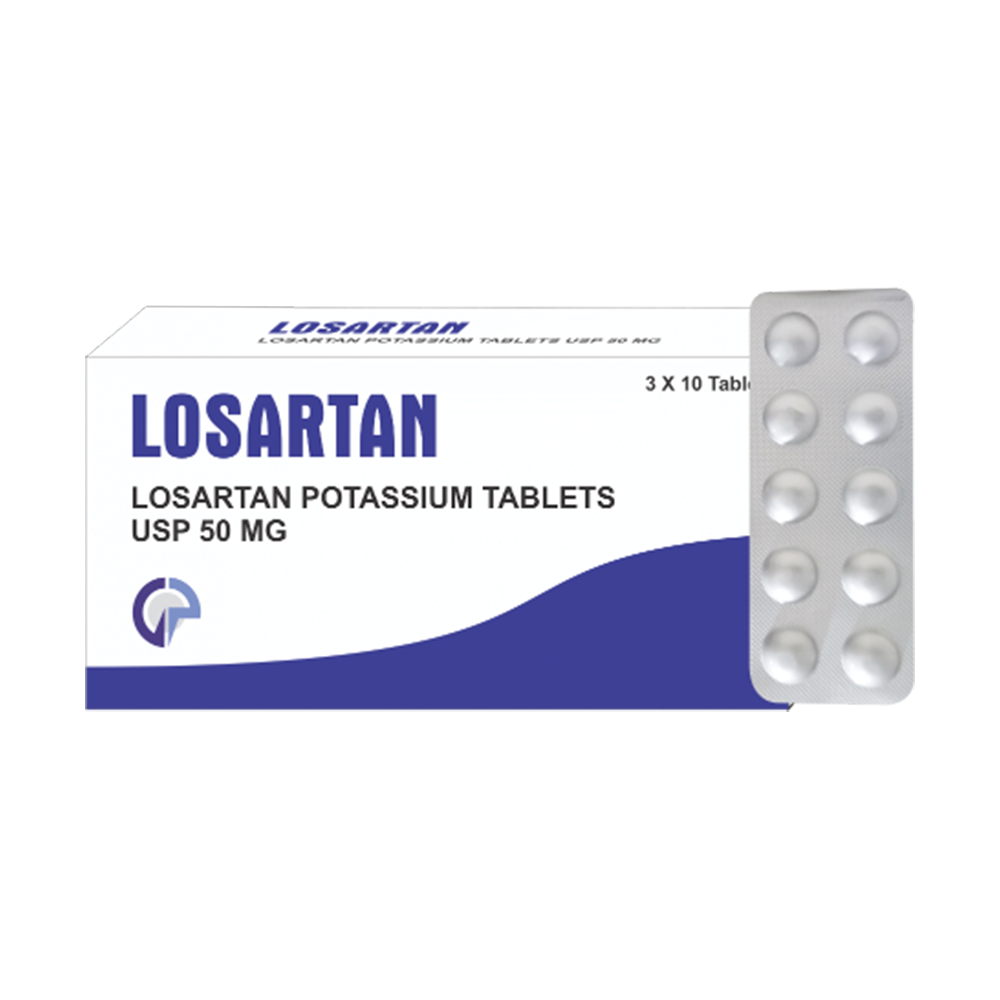 LOSARTAN
LOSARTAN POTASSIUM TABLETS USP 50 MG
3 X 10
LOSARTAN
LOSARTAN POTASSIUM TABLETS
USP 50 MG